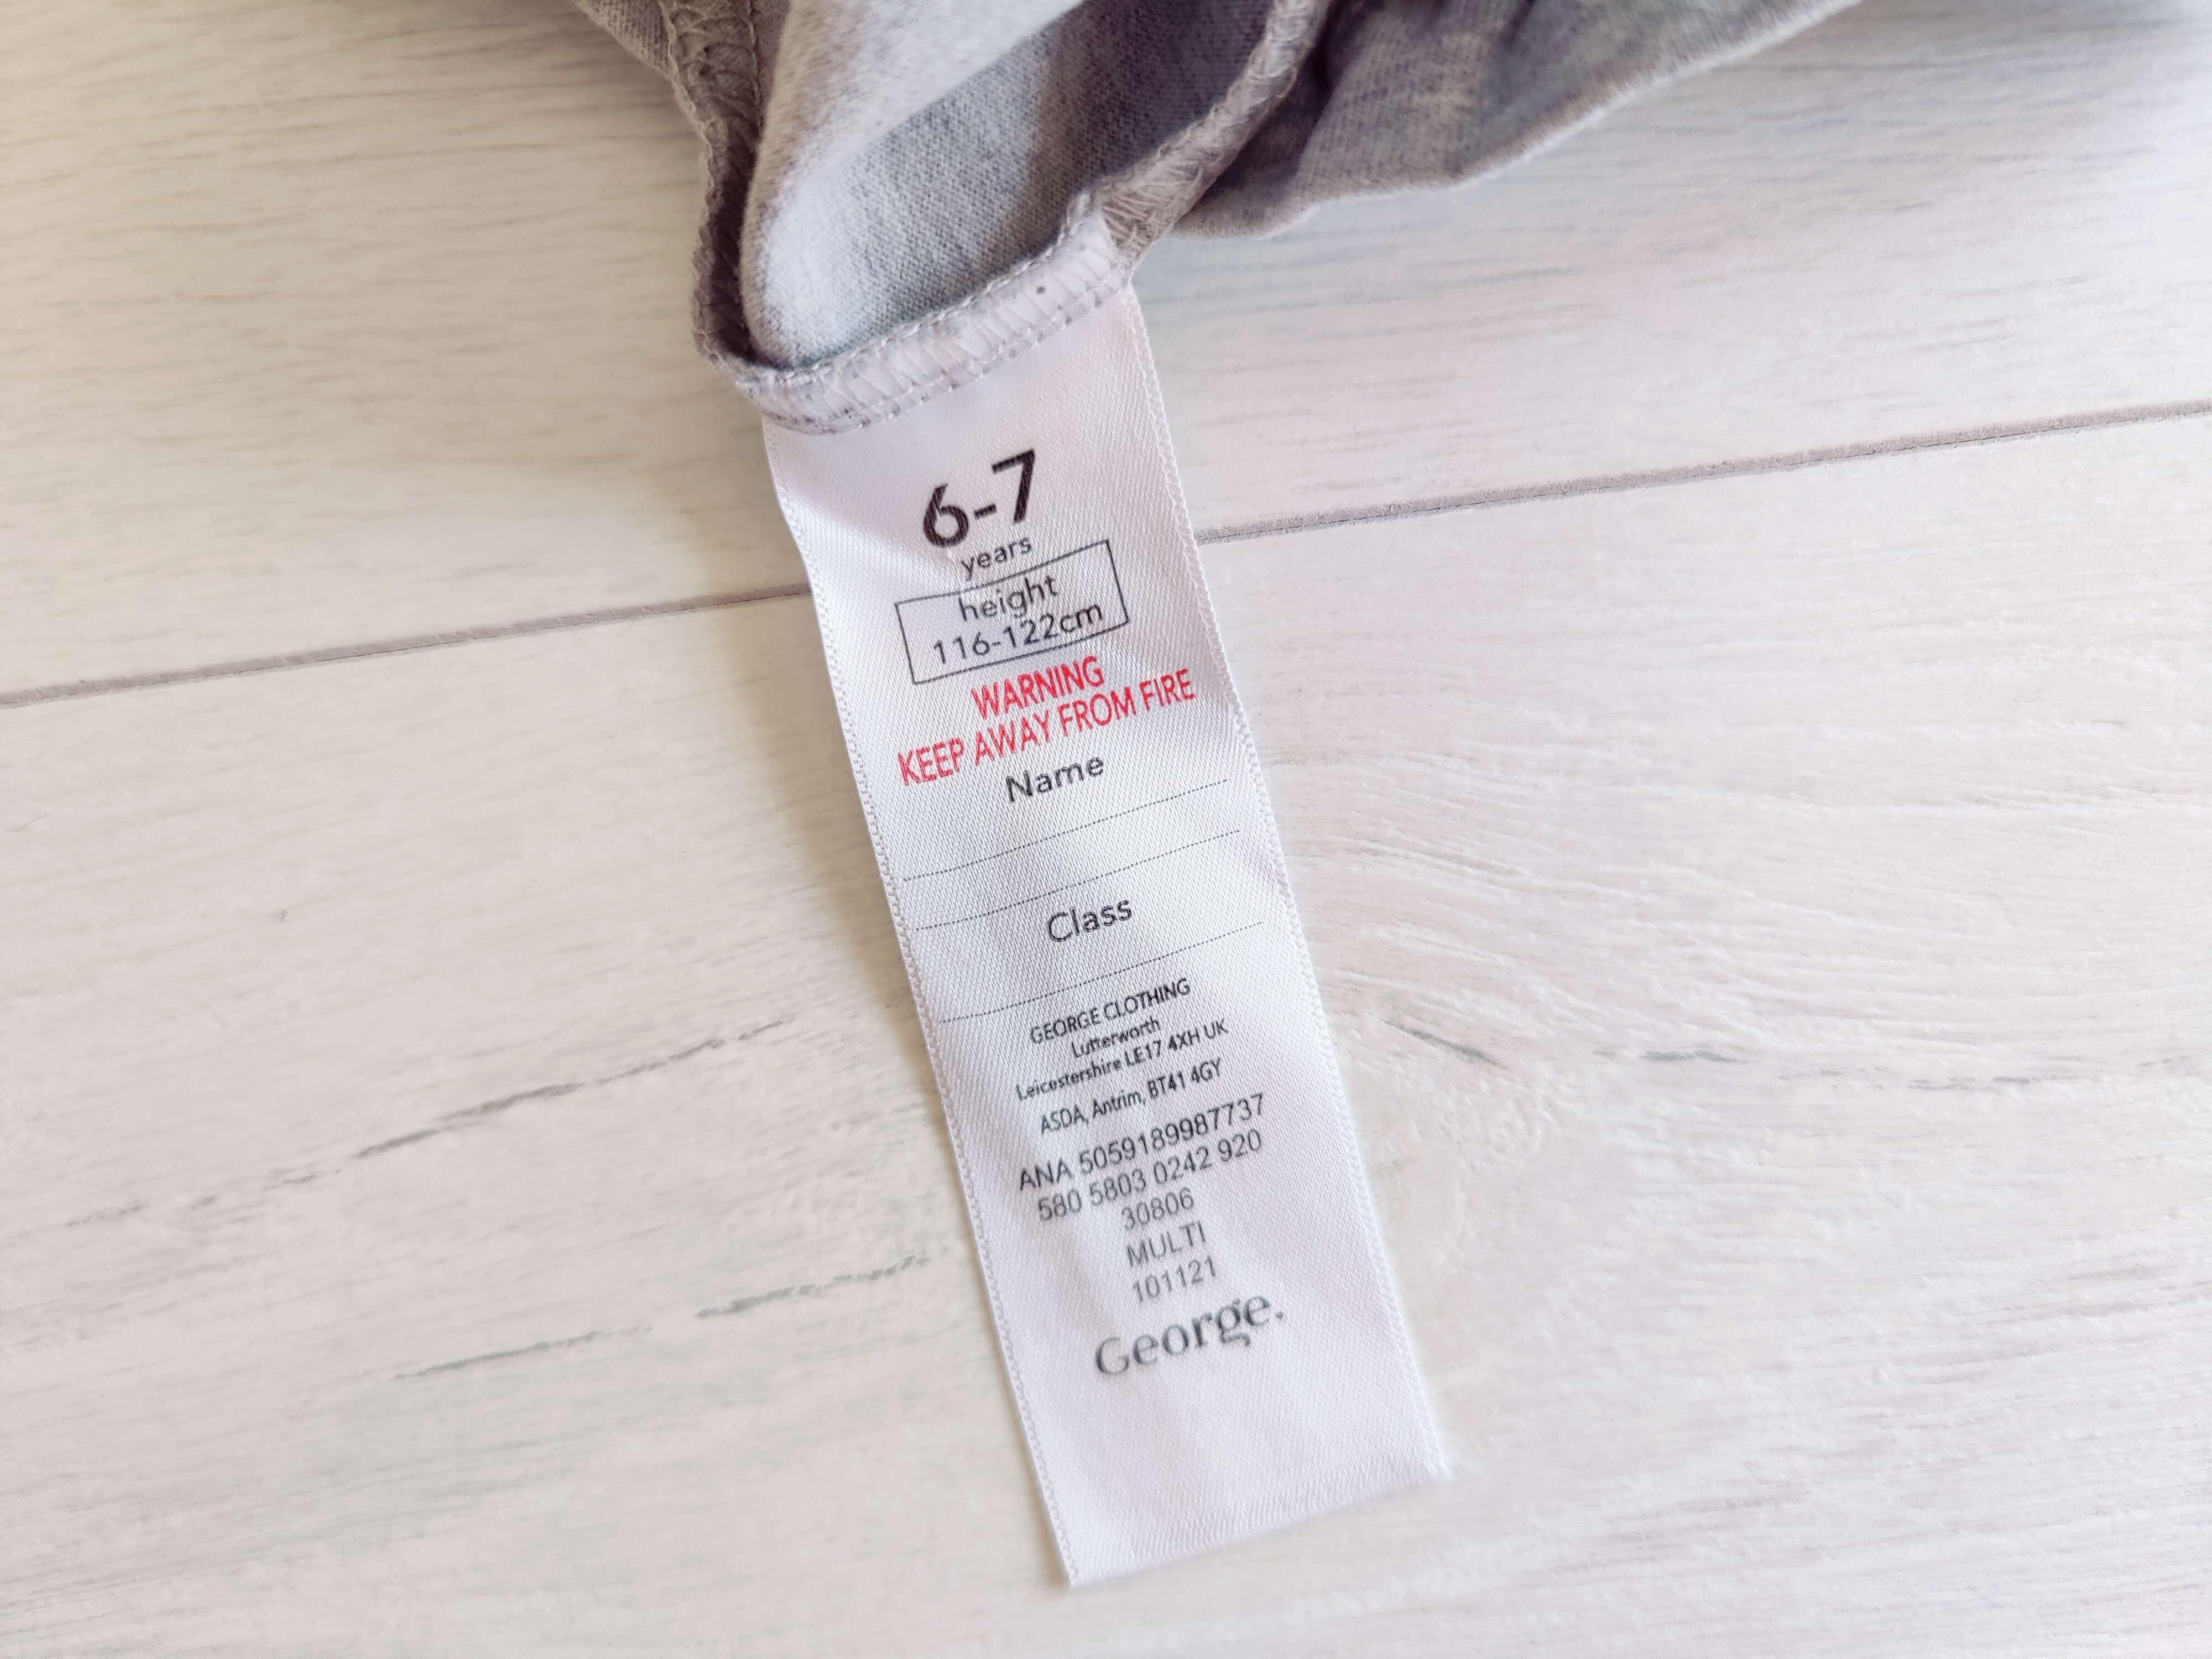 6-7
years
height
116-122cm
WARNING
KEEP AWAY FROM FIRE
Name
Class
GEORGE CLOTHING
Lutterworth
Leicestershire LE17 4XH UK
ASDA, Antrim, BT41 4GY
ANA 5059189987737
580 5803 0242 920
30806
MULTI
101121
George.